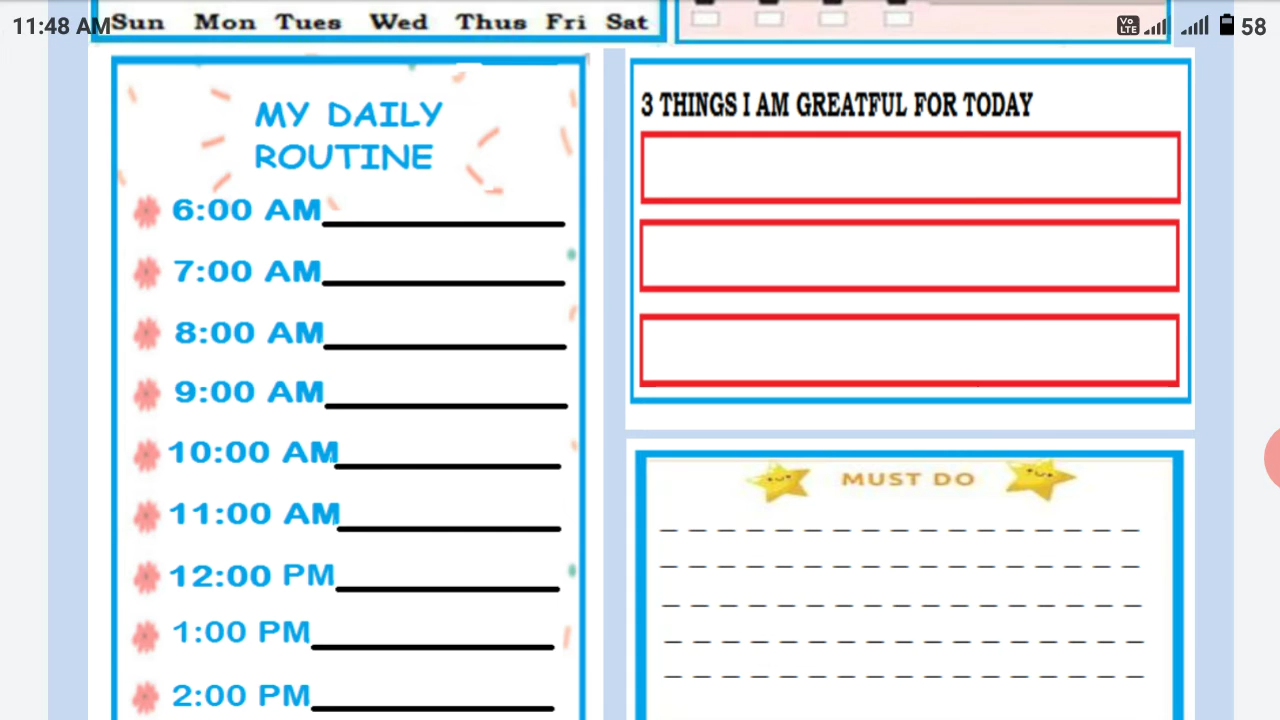 11:48 AM
Sun Mon Tues Wed Thus Fri Sat
Vo LTE
58
MY DAILY
ROUTINE
6:00 AM
7:00 AM
8:00 AM
9:00 AM
10:00 AM
11:00 AM
12:00 PM
1:00 PM
2:00 PM
3 THINGS I AM GREATFUL FOR TODAY
MUST DO